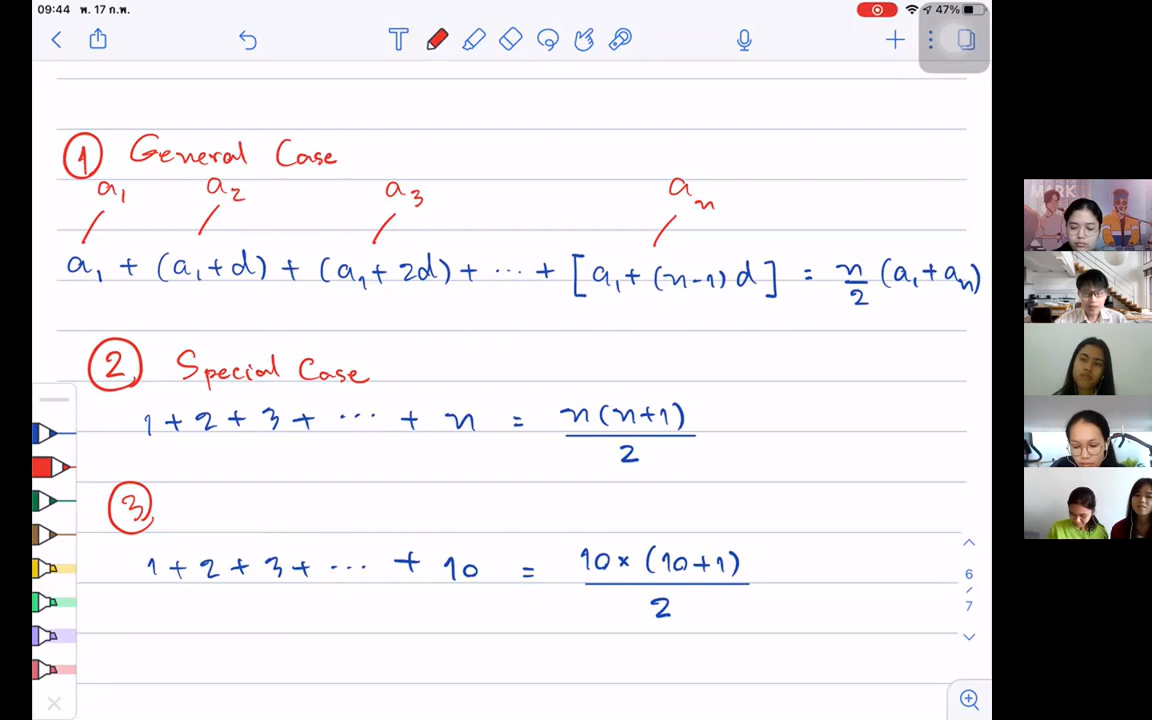 09:44 พ. 17 ก.พ. 47%
① General Case
a₁ a₂ a₃ aₙ
a₁ + (a₁+d) + (a₁+2d) + ... + [a₁+(n-1)d] = n/2 (a₁+aₙ)
② Special Case
1 + 2 + 3 + ... + n = n(n+1)/2
③
1 + 2 + 3 + ... + 10 = 10×(10+1)/2
6/7
MARK